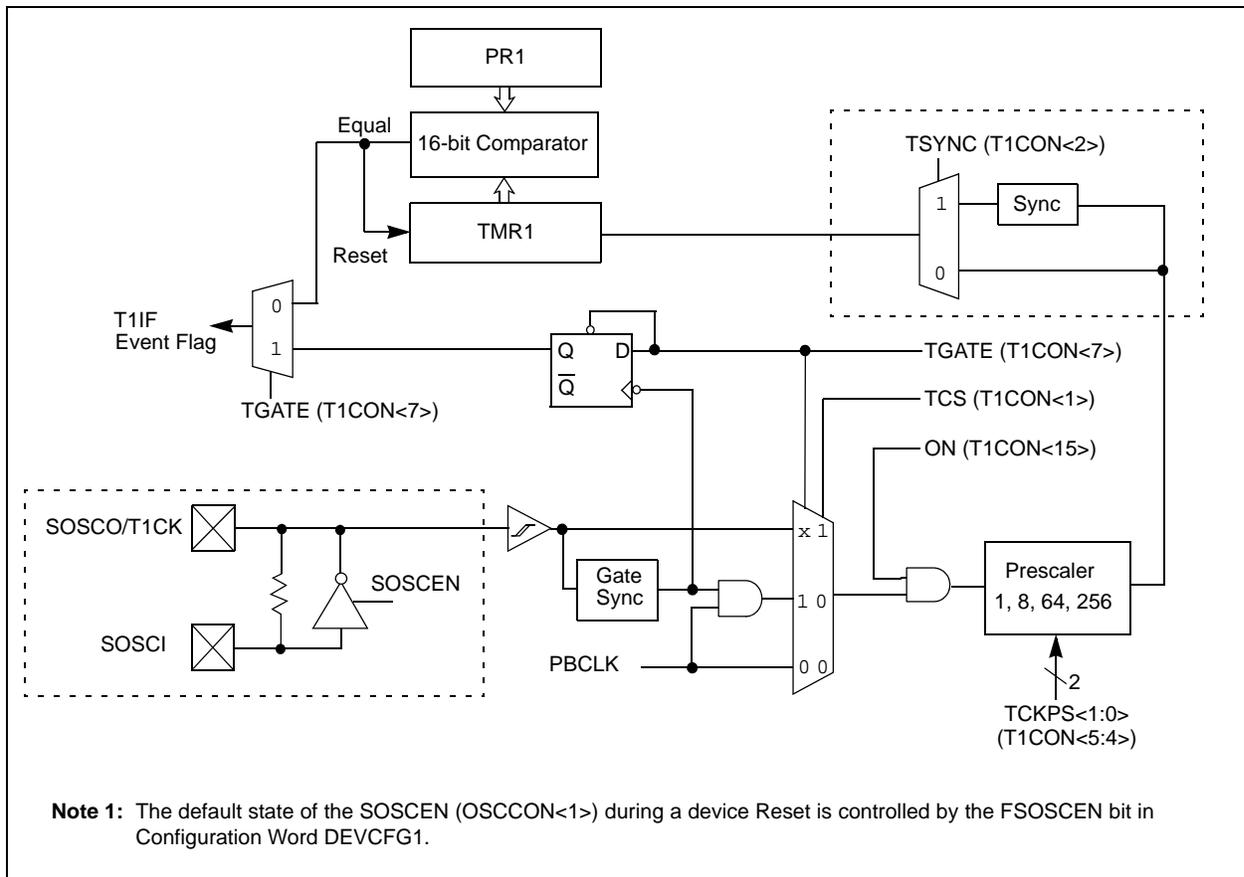 PR1
Equal
16-bit Comparator
TSYNC (T1CON<2>)
1
Sync
TMR1
Reset
0
0
T1IF
Event Flag
1
Q
D
Q̅
TGATE (T1CON<7>)
TGATE (T1CON<7>)
TCS (T1CON<1>)
ON (T1CON<15>)
SOSCO/T1CK
x 1
SOSCEN
Gate
Sync
1 0
Prescaler
1, 8, 64, 256
SOSCI
PBCLK
0 0
2
TCKPS<1:0>
(T1CON<5:4>)
Note 1: The default state of the SOSCEN (OSCCON<1>) during a device Reset is controlled by the FSOSCEN bit in
Configuration Word DEVCFG1.